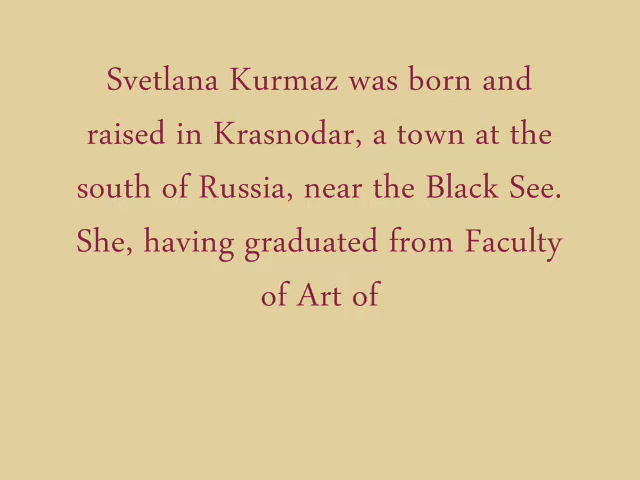 Svetlana Kurmaz was born and
raised in Krasnodar, a town at the
south of Russia, near the Black See.
She, having graduated from Faculty
of Art of